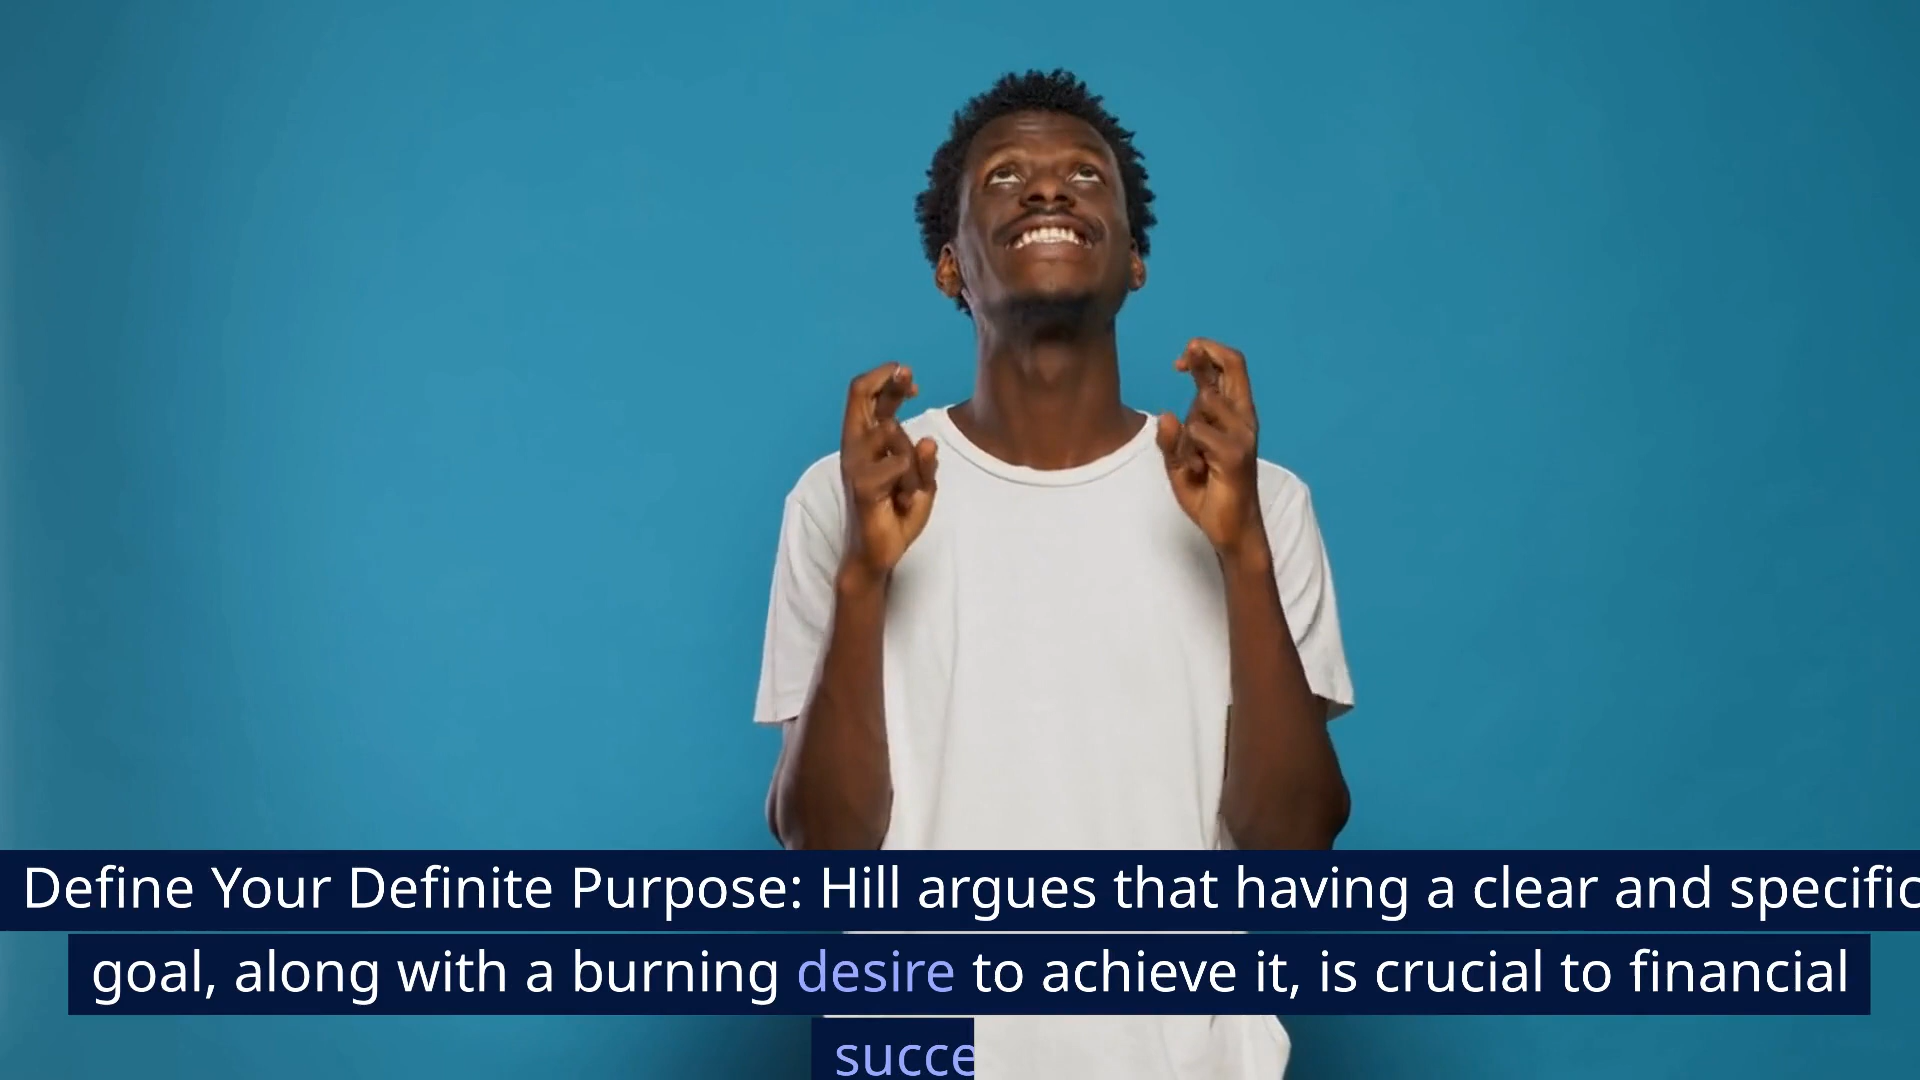 Define Your Definite Purpose: Hill argues that having a clear and specific
goal, along with a burning desire to achieve it, is crucial to financial
succe